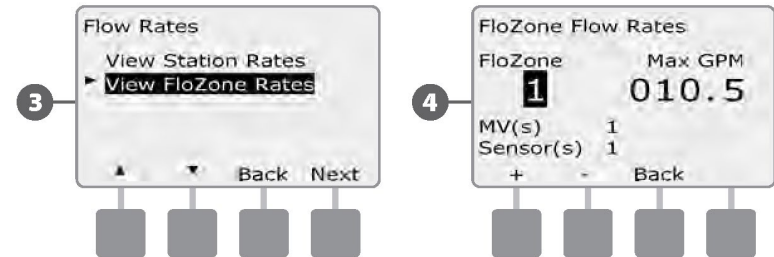 3
Flow Rates
View Station Rates
► View FloZone Rates
▲ ▼ Back Next
4
FloZone Flow Rates
FloZone Max GPM
1 010.5
MV(s) 1
Sensor(s) 1
+ - Back